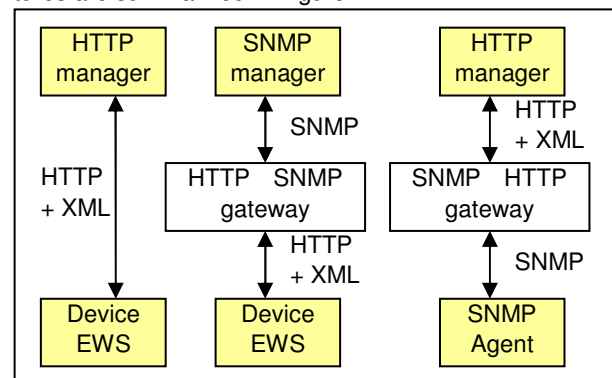 HTTP manager
SNMP manager
HTTP manager
HTTP + XML
SNMP
HTTP + XML
HTTP SNMP gateway
SNMP HTTP gateway
HTTP + XML
SNMP
Device EWS
Device EWS
SNMP Agent